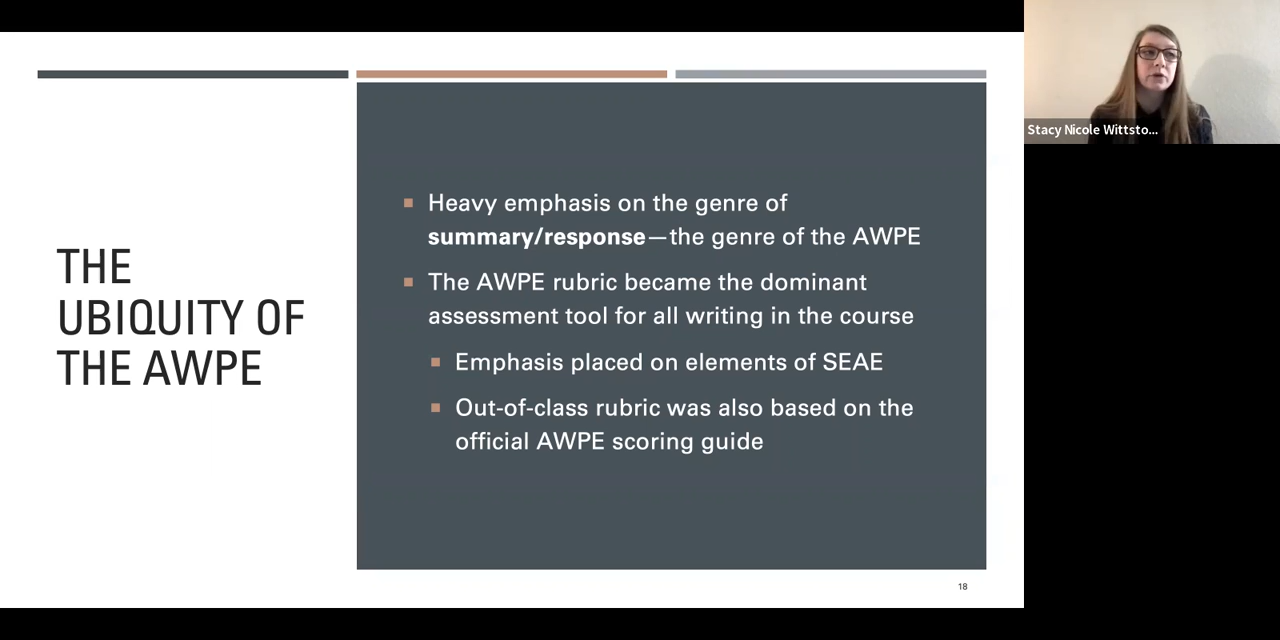 THE
UBIQUITY OF
THE AWPE
Heavy emphasis on the genre of
summary/response—the genre of the AWPE
The AWPE rubric became the dominant
assessment tool for all writing in the course
Emphasis placed on elements of SEAE
Out-of-class rubric was also based on the
official AWPE scoring guide
18
Stacy Nicole Wittsto...